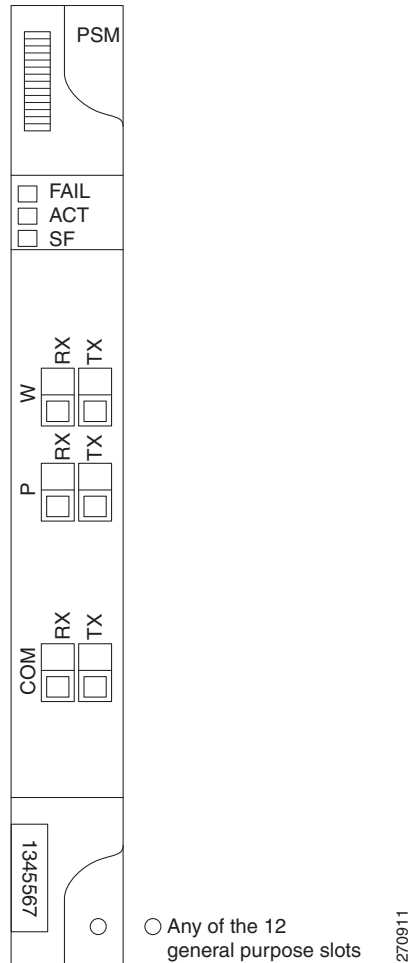 PSM
FAIL
ACT
SF
RX TX
W
RX TX
P
RX TX
COM
1345567
Any of the 12
general purpose slots
270911